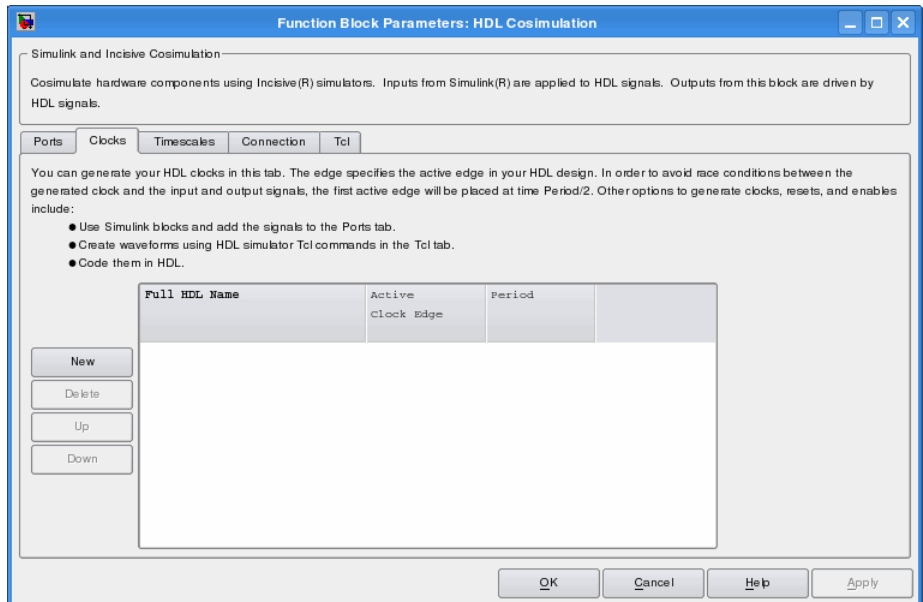 Function Block Parameters: HDL Cosimulation
Simulink and Incisive Cosimulation
Cosimulate hardware components using Incisive(R) simulators. Inputs from Simulink(R) are applied to HDL signals. Outputs from this block are driven by
HDL signals.
Ports Clocks Timescales Connection Tcl
You can generate your HDL clocks in this tab. The edge specifies the active edge in your HDL design. In order to avoid race conditions between the
generated clock and the input and output signals, the first active edge will be placed at time Period/2. Other options to generate clocks, resets, and enables
include:
● Use Simulink blocks and add the signals to the Ports tab.
● Create waveforms using HDL simulator Tcl commands in the Tcl tab.
● Code them in HDL.
Full HDL Name Active Period
Clock Edge
New
Delete
Up
Down
OK Cancel Help Apply